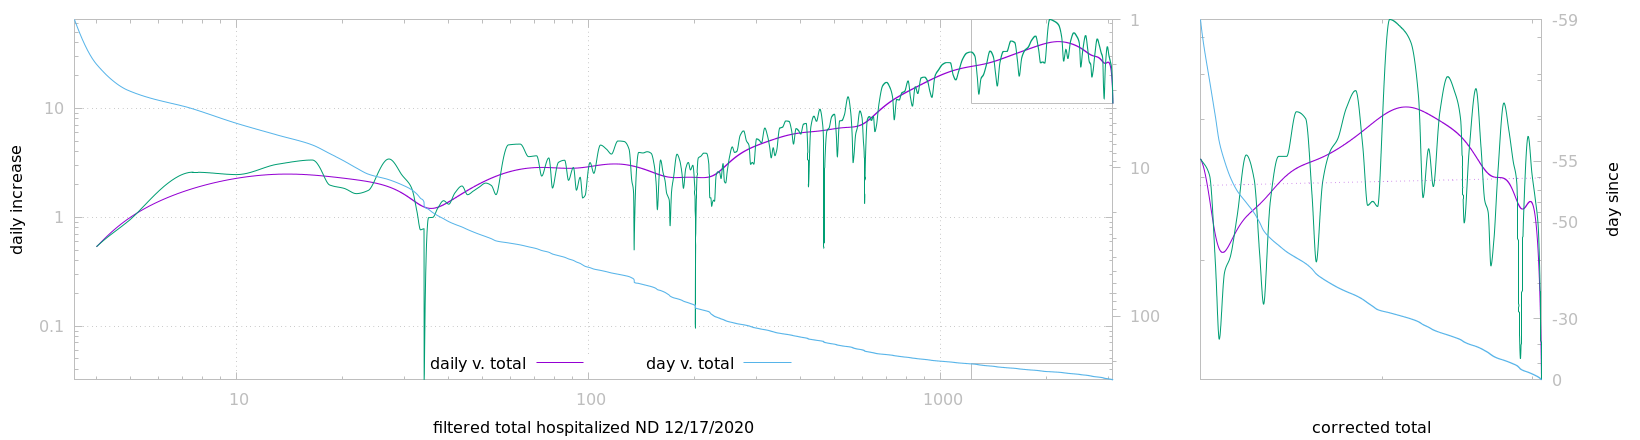 daily increase
10
1
0.1
10
100
1000
1
10
100
daily v. total
day v. total
filtered total hospitalized ND 12/17/2020
-59
-55
-50
-30
0
day since
corrected total